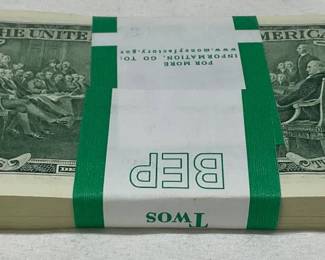 THE UNITE
AMERICA
FOR MORE
INFORMATION, GO TO:
www.moneyfactory.gov
BEP
Twos